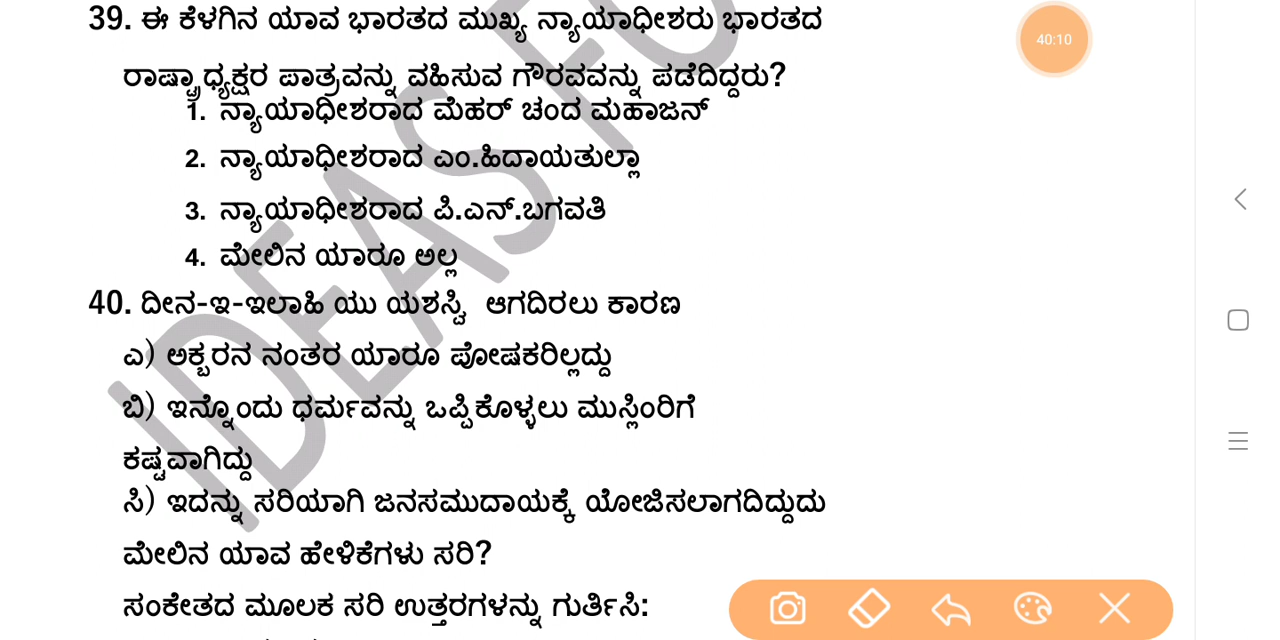 39. ಈ ಕೆಳಗಿನ ಯಾವ ಭಾರತದ ಮುಖ್ಯ ನ್ಯಾಯಾಧೀಶರು ಭಾರತದ
40:10
ರಾಷ್ಟ್ರಾಧ್ಯಕ್ಷರ ಪಾತ್ರವನ್ನು ವಹಿಸುವ ಗೌರವವನ್ನು ಪಡೆದಿದ್ದರು?
1. ನ್ಯಾಯಾಧೀಶರಾದ ಮೆಹರ್ ಚಂದ ಮಹಾಜನ್
2. ನ್ಯಾಯಾಧೀಶರಾದ ಎಂ.ಹಿದಾಯತುಲ್ಲಾ
3. ನ್ಯಾಯಾಧೀಶರಾದ ಪಿ.ಎನ್.ಬಗವತಿ
4. ಮೇಲಿನ ಯಾರೂ ಅಲ್ಲ
40. ದೀನ-ಇ-ಇಲಾಹಿ ಯು ಯಶಸ್ವಿ ಆಗದಿರಲು ಕಾರಣ
ಎ) ಅಕ್ಬರನ ನಂತರ ಯಾರೂ ಪೋಷಕರಿಲ್ಲದ್ದು
ಬಿ) ಇನ್ನೊಂದು ಧರ್ಮವನ್ನು ಒಪ್ಪಿಕೊಳ್ಳಲು ಮುಸ್ಲಿಂರಿಗೆ
ಕಷ್ಟವಾಗಿದ್ದು
ಸಿ) ಇದನ್ನು ಸರಿಯಾಗಿ ಜನಸಮುದಾಯಕ್ಕೆ ಯೋಜಿಸಲಾಗದಿದ್ದುದು
ಮೇಲಿನ ಯಾವ ಹೇಳಿಕೆಗಳು ಸರಿ?
ಸಂಕೇತದ ಮೂಲಕ ಸರಿ ಉತ್ತರಗಳನ್ನು ಗುರ್ತಿಸಿ:
IDEAS FO